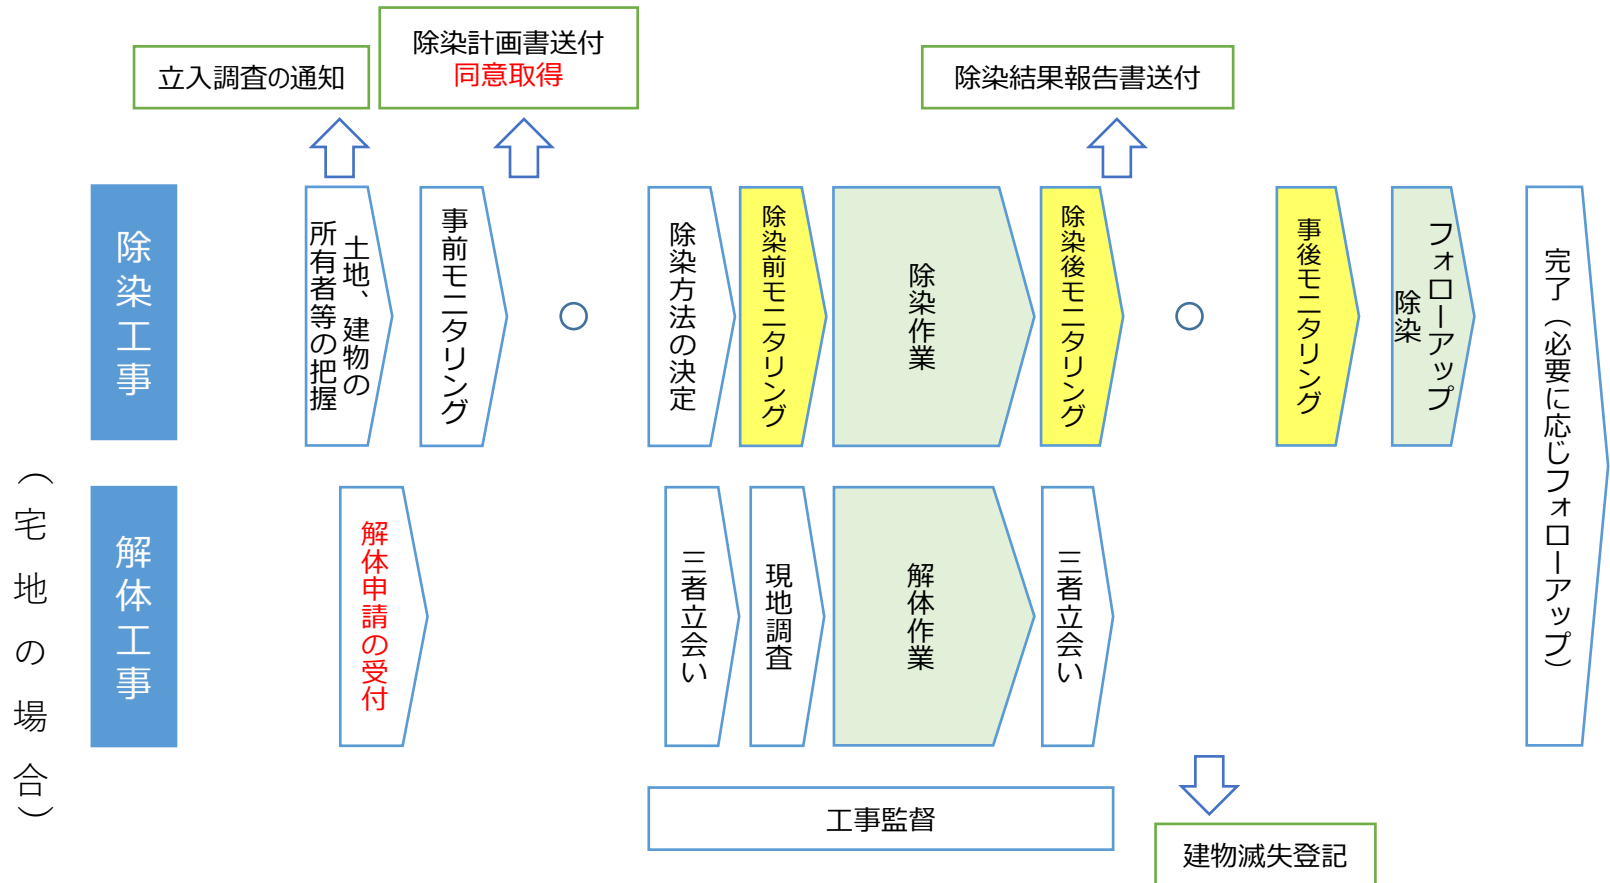 立入調査の通知
除染計画書送付
同意取得
除染結果報告書送付
除染工事
土地、建物の
所有者等の把握
事前モニタリング
除染方法の決定
除染前モニタリング
除染作業
除染後モニタリング
事後モニタリング
フォローアップ
除染
完了（必要に応じフォローアップ）
（宅地の場合）
解体工事
解体申請の受付
三者立会い
現地調査
解体作業
三者立会い
工事監督
建物滅失登記